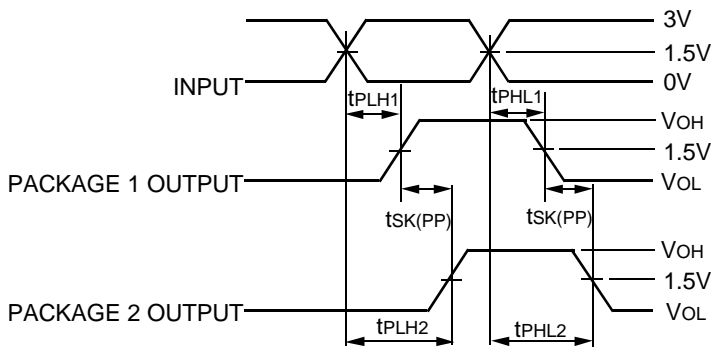 3V
1.5V
INPUT
0V
tPLH1
tPHL1
VOH
1.5V
PACKAGE 1 OUTPUT
VOL
tSK(PP)
tSK(PP)
VOH
1.5V
PACKAGE 2 OUTPUT
VOL
tPLH2
tPHL2